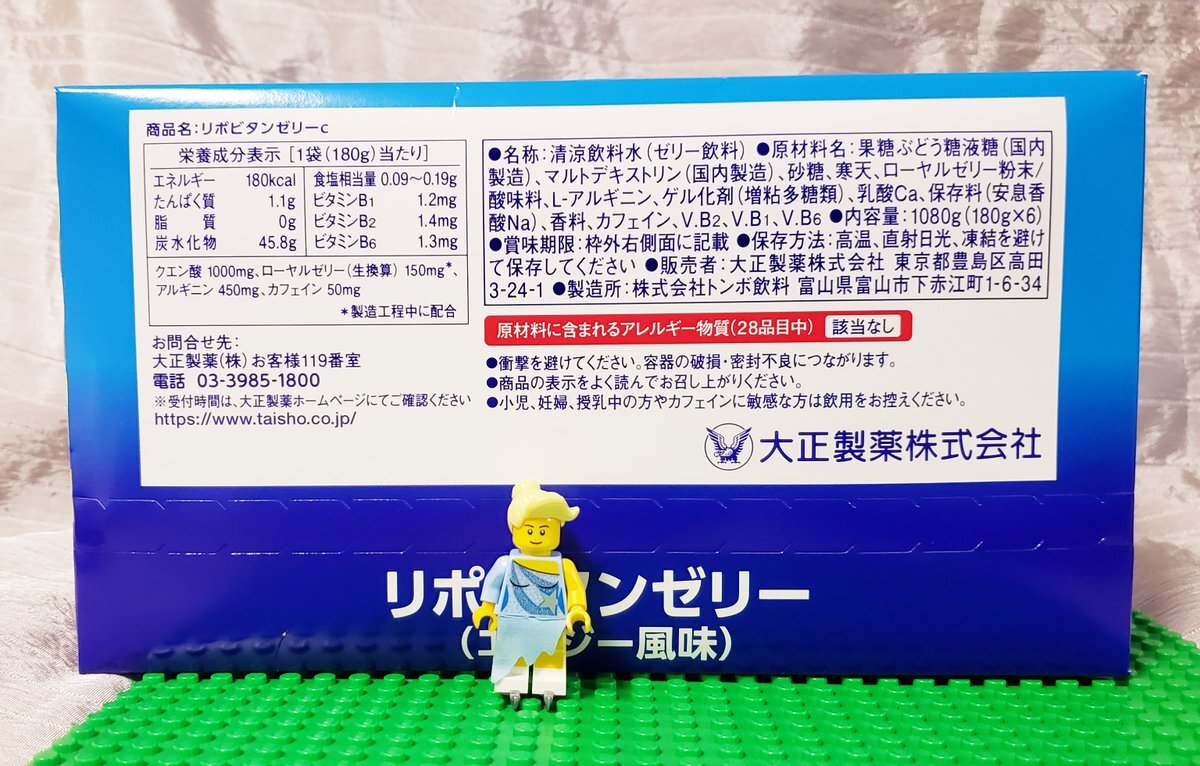 商品名:リポビタンゼリーc
栄養成分表示 [1袋(180g)当たり]
エネルギー 180kcal
たんぱく質 1.1g
脂 質 0g
炭水化物 45.8g
食塩相当量 0.09~0.19g
ビタミンB1 1.2mg
ビタミンB2 1.4mg
ビタミンB6 1.3mg
クエン酸 1000mg、ローヤルゼリー(生換算) 150mg*、
アルギニン 450mg、カフェイン 50mg
*製造工程中に配合
お問合せ先:
大正製薬(株)お客様119番室
電話 03-3985-1800
※受付時間は、大正製薬ホームページにてご確認ください
https://www.taisho.co.jp/
●名称:清涼飲料水(ゼリー飲料) ●原材料名:果糖ぶどう糖液糖(国内
製造)、マルトデキストリン(国内製造)、砂糖、寒天、ローヤルゼリー粉末/
酸味料、L-アルギニン、ゲル化剤(増粘多糖類)、乳酸Ca、保存料(安息香
酸Na)、香料、カフェイン、V.B2、V.B1、V.B6 ●内容量:1080g(180g×6)
●賞味期限:枠外右側面に記載 ●保存方法:高温、直射日光、凍結を避け
て保存してください ●販売者:大正製薬株式会社 東京都豊島区高田
3-24-1 ●製造所:株式会社トンボ飲料 富山県富山市下赤江町1-6-34
原材料に含まれるアレルギー物質(28品目中) 該当なし
●衝撃を避けてください。容器の破損・密封不良につながります。
●商品の表示をよく読んでお召し上がりください。
●小児、妊婦、授乳中の方やカフェインに敏感な方は飲用をお控えください。
大正製薬株式会社
リポ タンゼリー
(エ ジー風味)